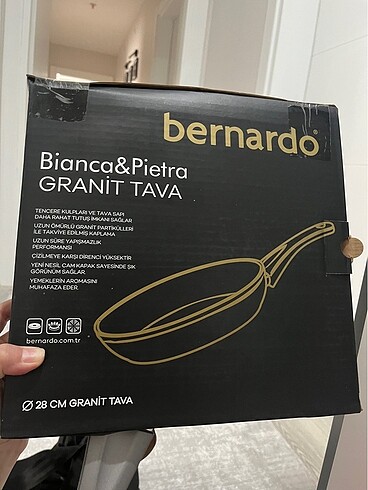 bernardo®
Bianca&Pietra
GRANİT TAVA
TENCERE KULPLARI VE TAVA SAPI
DAHA RAHAT TUTUŞ İMKANI SAĞLAR
UZUN ÖMÜRLÜ GRANİT PARTİKÜLLERİ
İLE TAKVİYE EDİLMİŞ KAPLAMA
UZUN SÜRE YAPIŞMAZLIK
PERFORMANSI
ÇİZİLMEYE KARŞI DİRENCİ YÜKSEKTİR
YENİ NESİL CAM KAPAK SAYESİNDE ŞIK
GÖRÜNÜM SAĞLAR.
YEMEKLERİN AROMASINI
MUHAFAZA EDER.
bernardo.com.tr
Ø 28 CM GRANİT TAVA